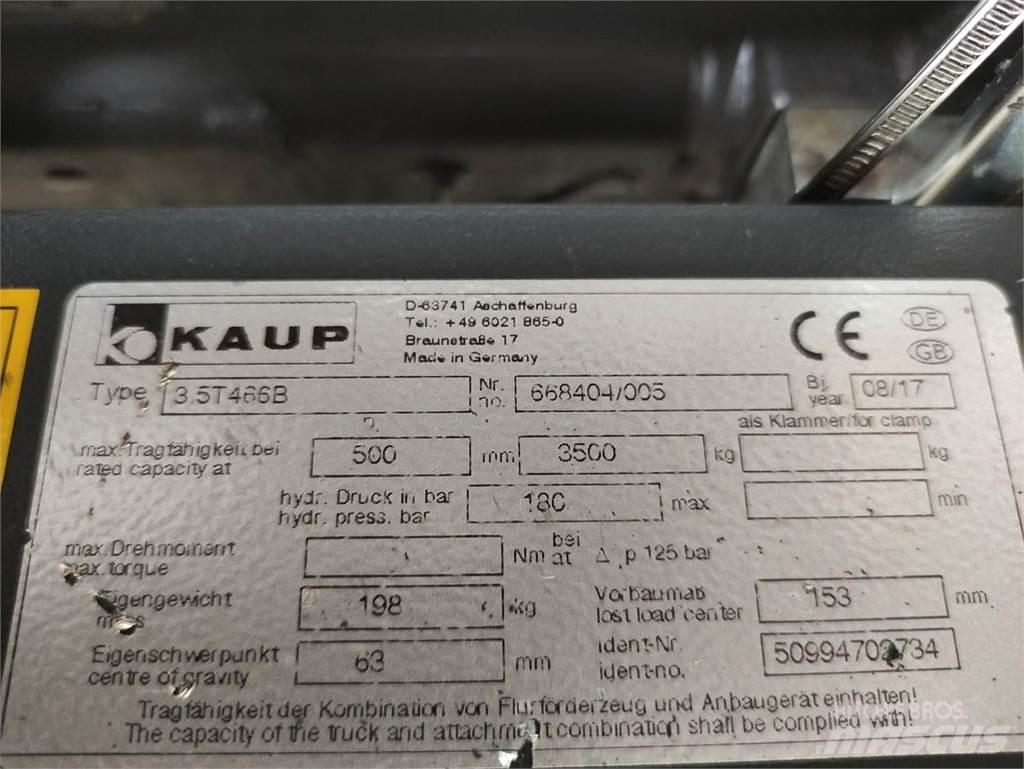 KAUP
D-63741 Aschaffenburg
Tel.: +49 6021 865-0
Braunstraße 17
Made in Germany
CE DE
GB
Type 3.5T466B Nr. no. 668404/005 Bj. year 08/17
als Klammer/for clamp
max. Tragfähigkeit bei
rated capacity at 500 mm 3500 kg kg
hydr. Druck in bar
hydr. press. bar 180 max min
max. Drehmoment
max. torque Nm bei at Δ p 125 bar
Eigengewicht
mass 198 kg Vorbaumaß
lost load center 153 mm
Eigenschwerpunkt
centre of gravity 63 mm ident-Nr.
ident-no. 50994702734
Tragfähigkeit der Kombination von Flurförderzeug und Anbaugerät einhalten!
The capacity of the truck and attachment combination shall be complied with!
MASCUS